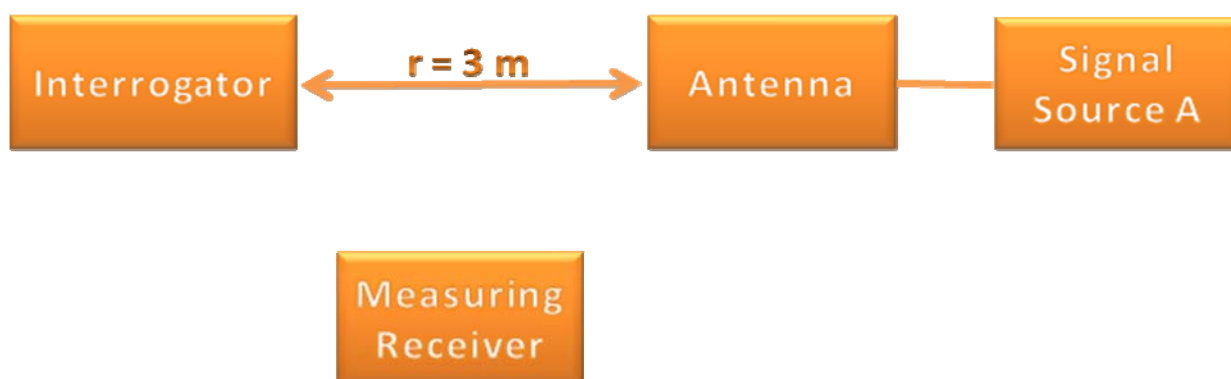 Interrogator
r = 3 m
Antenna
Signal
Source A
Measuring
Receiver